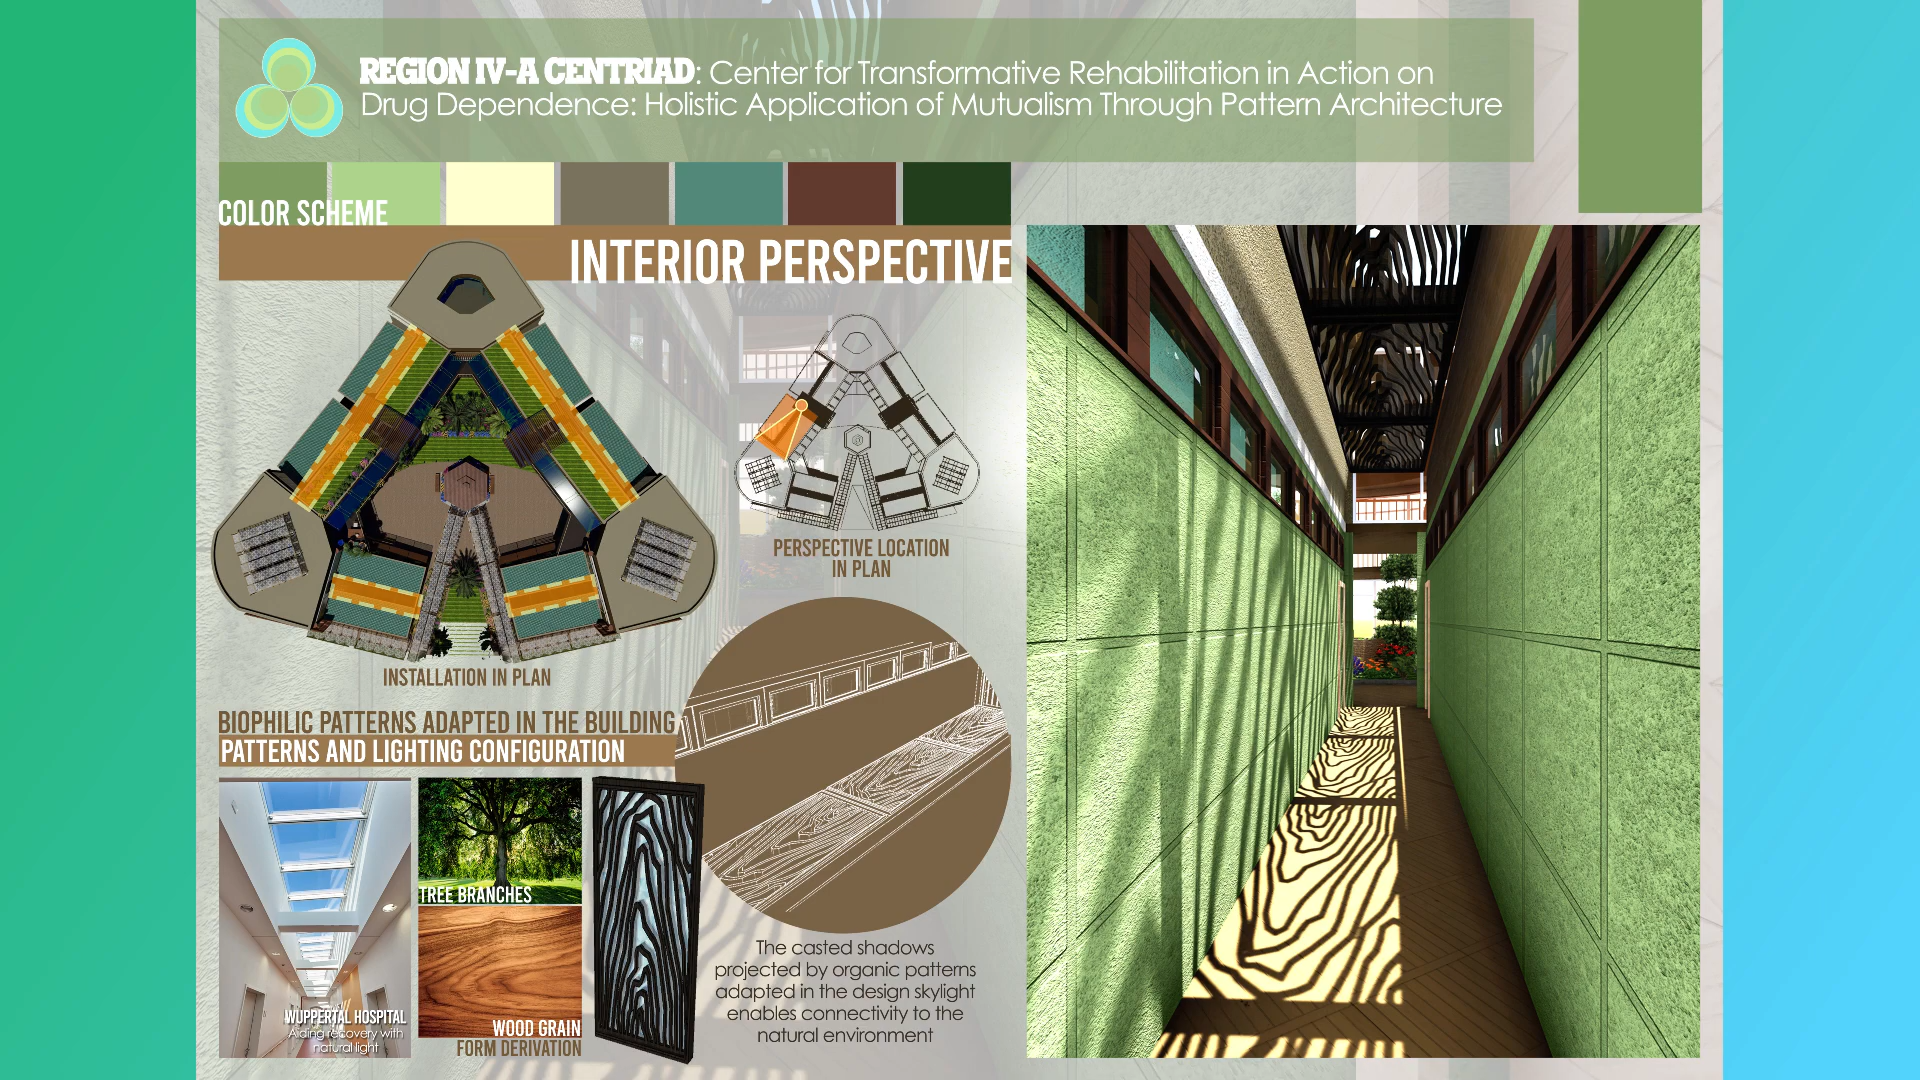 REGION IV-A CENTRIAD: Center for Transformative Rehabilitation in Action on
Drug Dependence: Holistic Application of Mutualism Through Pattern Architecture
COLOR SCHEME
INTERIOR PERSPECTIVE
PERSPECTIVE LOCATION
IN PLAN
INSTALLATION IN PLAN
BIOPHILIC PATTERNS ADAPTED IN THE BUILDING
PATTERNS AND LIGHTING CONFIGURATION
TREE BRANCHES
WUPPERTAL HOSPITAL
Aiding recovery with
natural light
WOOD GRAIN
FORM DERIVATION
The casted shadows
projected by organic patterns
adapted in the design skylight
enables connectivity to the
natural environment